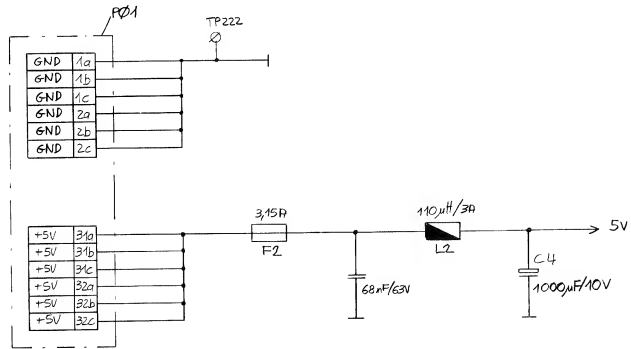 PØ1
TP222
GND 1a
GND 1b
GND 1c
GND 2a
GND 2b
GND 2c
+5V 31a
+5V 31b
+5V 31c
+5V 32a
+5V 32b
+5V 32c
3,15A
F2
68nF/63V
110µH/3A
L2
5V
C4
1000µF/10V